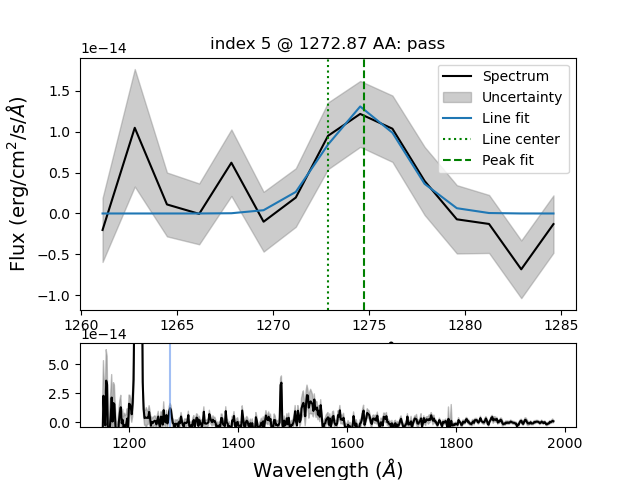 index 5 @ 1272.87 AA: pass
1e−14
Flux (erg/cm²/s/Å)
1.5
1.0
0.5
0.0
−0.5
−1.0
Spectrum
Uncertainty
Line fit
Line center
Peak fit
1260 1265 1270 1275 1280 1285
1e−14
5.0
2.5
0.0
1200 1400 1600 1800 2000
Wavelength (Å)